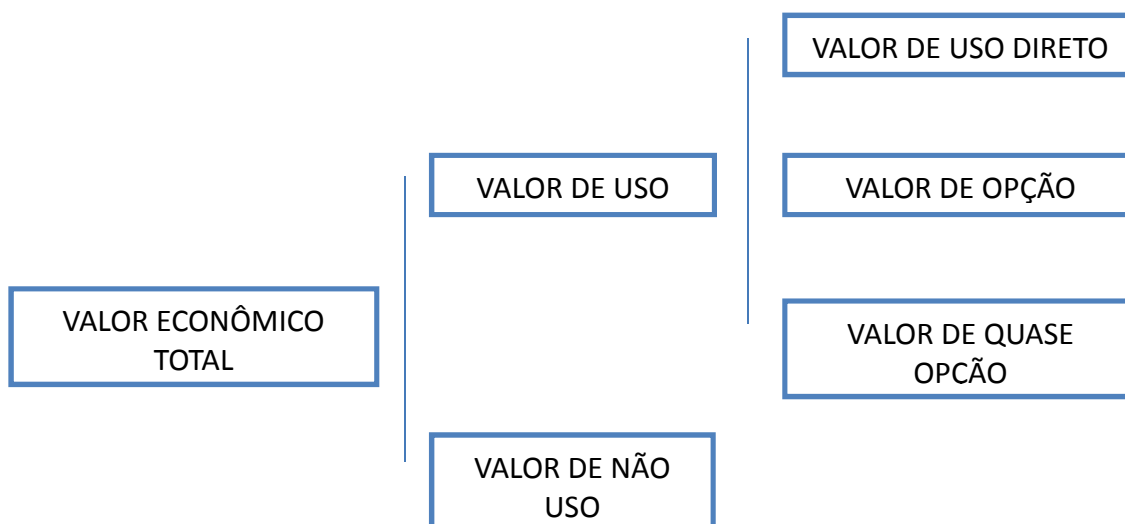 VALOR DE USO DIRETO
VALOR DE USO
VALOR DE OPÇÃO
VALOR ECONÔMICO
TOTAL
VALOR DE QUASE
OPCÃO
VALOR DE NÃO
USO